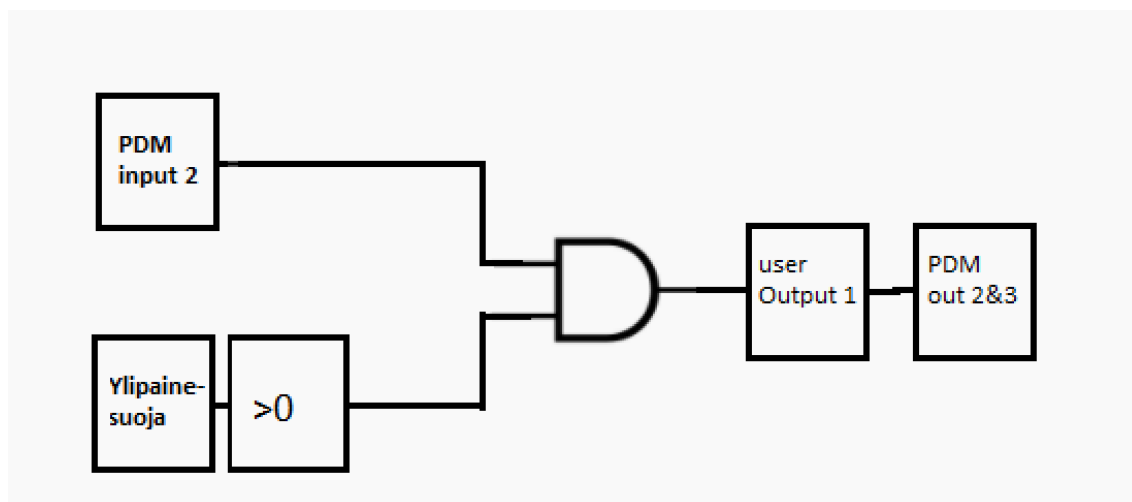 PDM
input 2
Ylipaine-
suoja
>0
user
Output 1
PDM
out 2&3